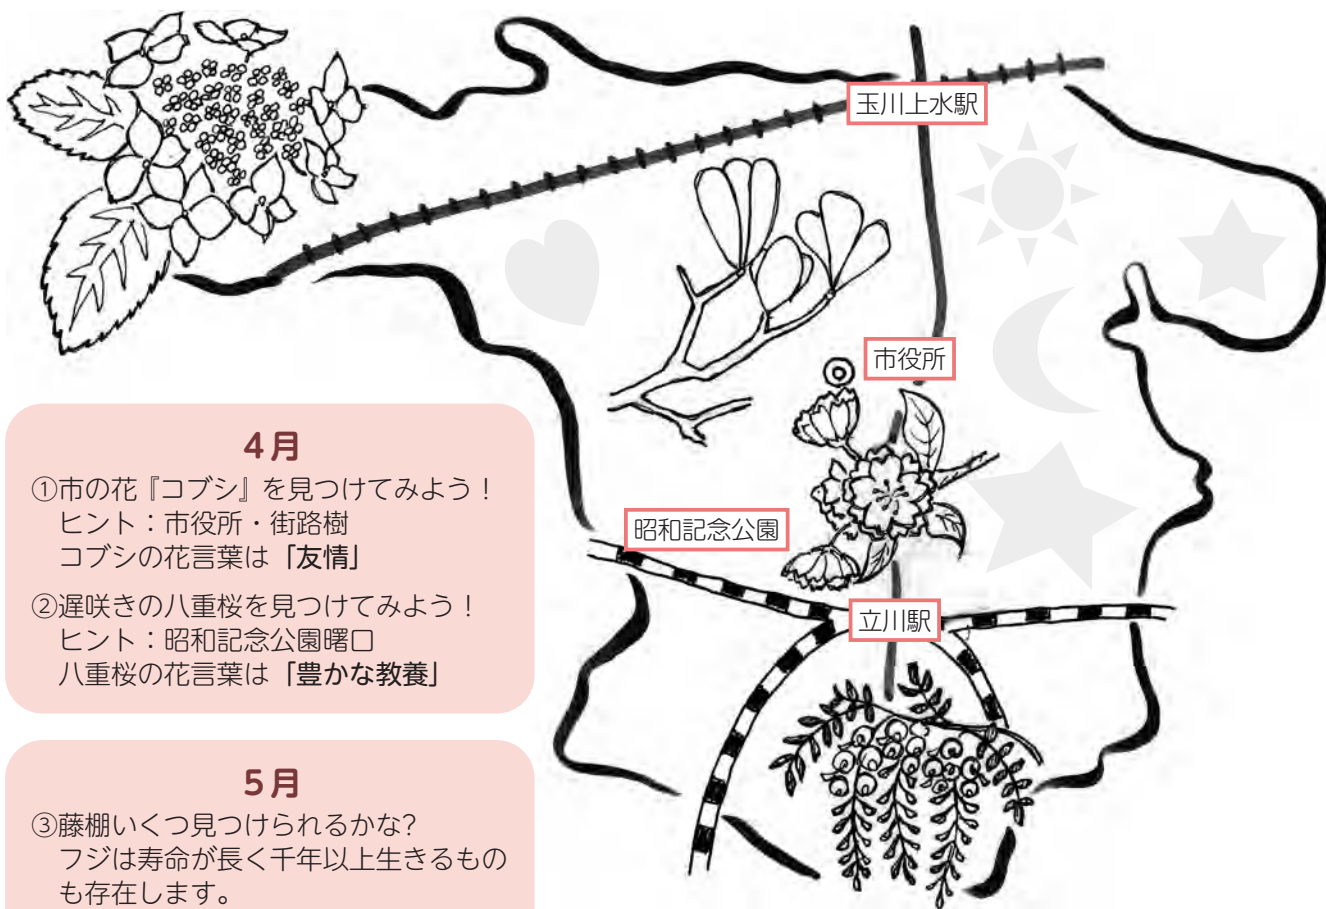 玉川上水駅
市役所
昭和記念公園
立川駅
4月
①市の花『コブシ』を見つけてみよう！
ヒント：市役所・街路樹
コブシの花言葉は「友情」
②遅咲きの八重桜を見つけてみよう！
ヒント：昭和記念公園曙口
八重桜の花言葉は「豊かな教養」
5月
③藤棚いくつ見つけられるかな?
フジは寿命が長く千年以上生きるもの
も存在します。